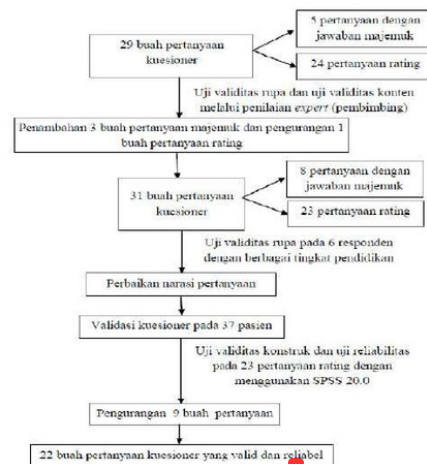 29 buah pertanyaan
kuesioner
5 pertanyaan dengan
jawaban majemuk
24 pertanyaan rating
Uji validitas rupa dan uji validitas konten
melalui penilaian expert (pembimbing)
Penambahan 3 buah pertanyaan majemuk dan pengurangan 1
buah pertanyaan rating
31 buah pertanyaan
kuesioner
8 pertanyaan dengan
jawaban majemuk
23 pertanyaan rating
Uji validitas rupa pada 6 responden
dengan berbagai tingkat pendidikan
Perbaikan narasi pertanyaan
Validasi kuesioner pada 37 pasien
Uji validitas konstruk dan uji reliabilitas
pada 23 pertanyaan rating dengan
menggunakan SPSS 20.0
Pengurangan 9 buah pertanyaan
22 buah pertanyaan kuesioner yang valid dan reliabel